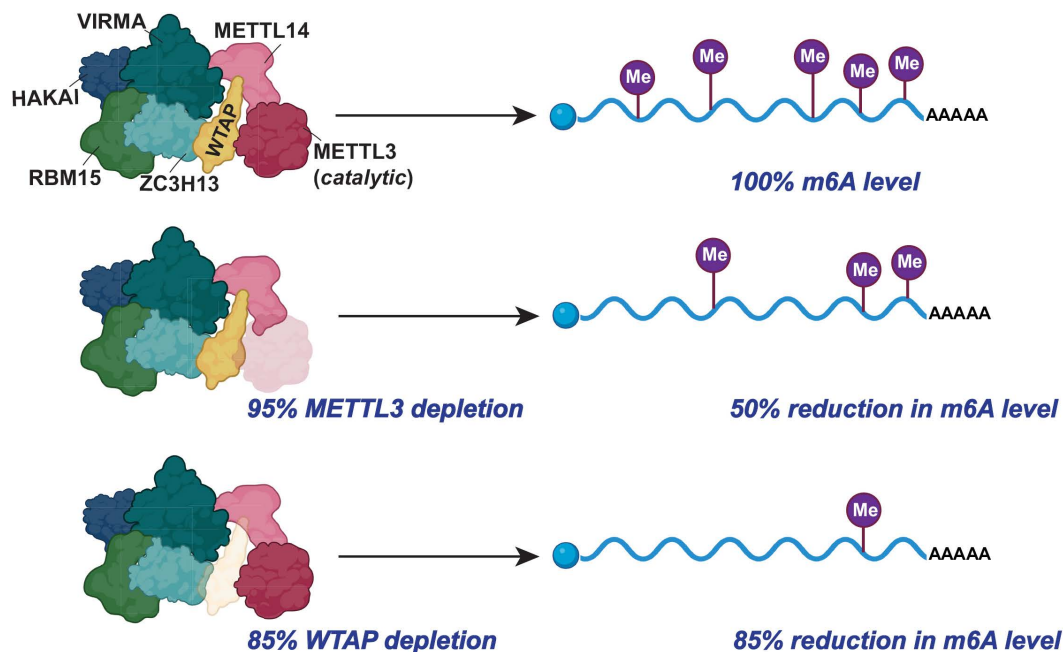 VIRMA
METTL14
HAKAI
WTAP
RBM15
ZC3H13
METTL3
(catalytic)
Me
Me
Me
Me
Me
AAAAA
100% m6A level
Me
Me
Me
AAAAA
95% METTL3 depletion
50% reduction in m6A level
Me
AAAAA
85% WTAP depletion
85% reduction in m6A level